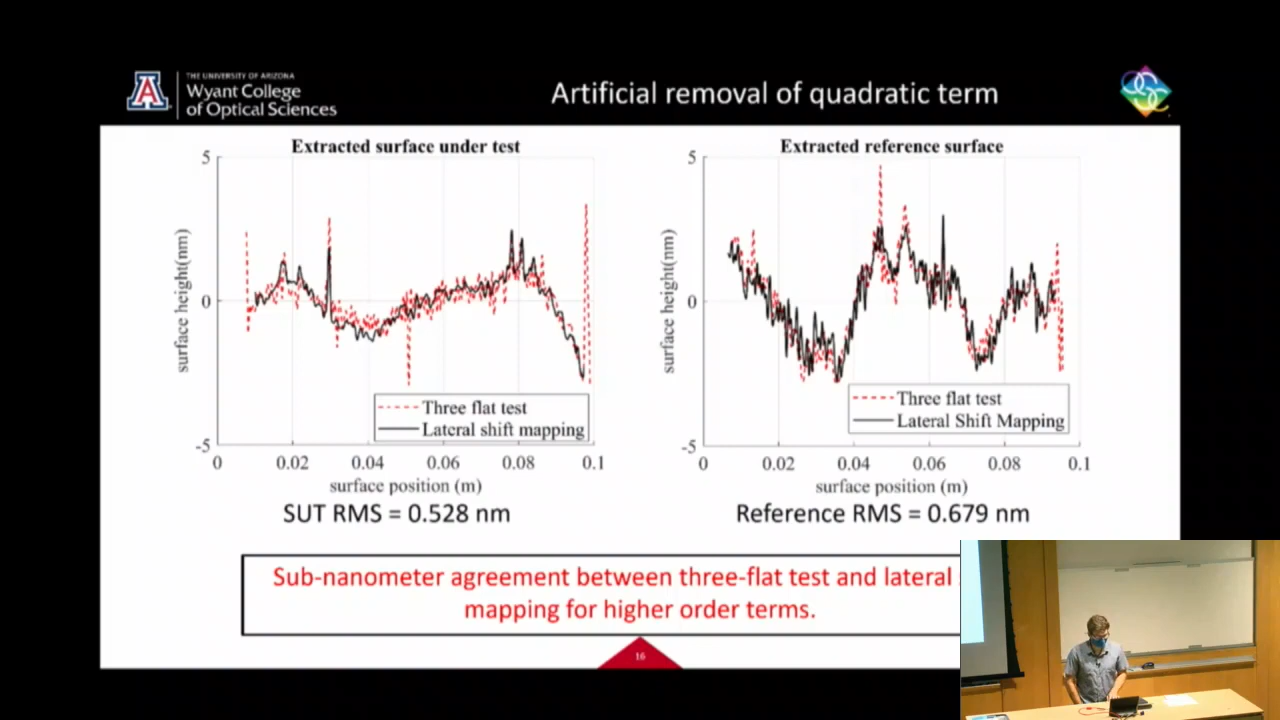 THE UNIVERSITY OF ARIZONA
Wyant College
of Optical Sciences
Artificial removal of quadratic term
Extracted surface under test
5
0
-5
surface height(nm)
Three flat test
Lateral shift mapping
0 0.02 0.04 0.06 0.08 0.1
surface position (m)
SUT RMS = 0.528 nm
Extracted reference surface
5
0
-5
surface height(nm)
Three flat test
Lateral Shift Mapping
0 0.02 0.04 0.06 0.08 0.1
surface position (m)
Reference RMS = 0.679 nm
Sub-nanometer agreement between three-flat test and lateral
mapping for higher order terms.
16